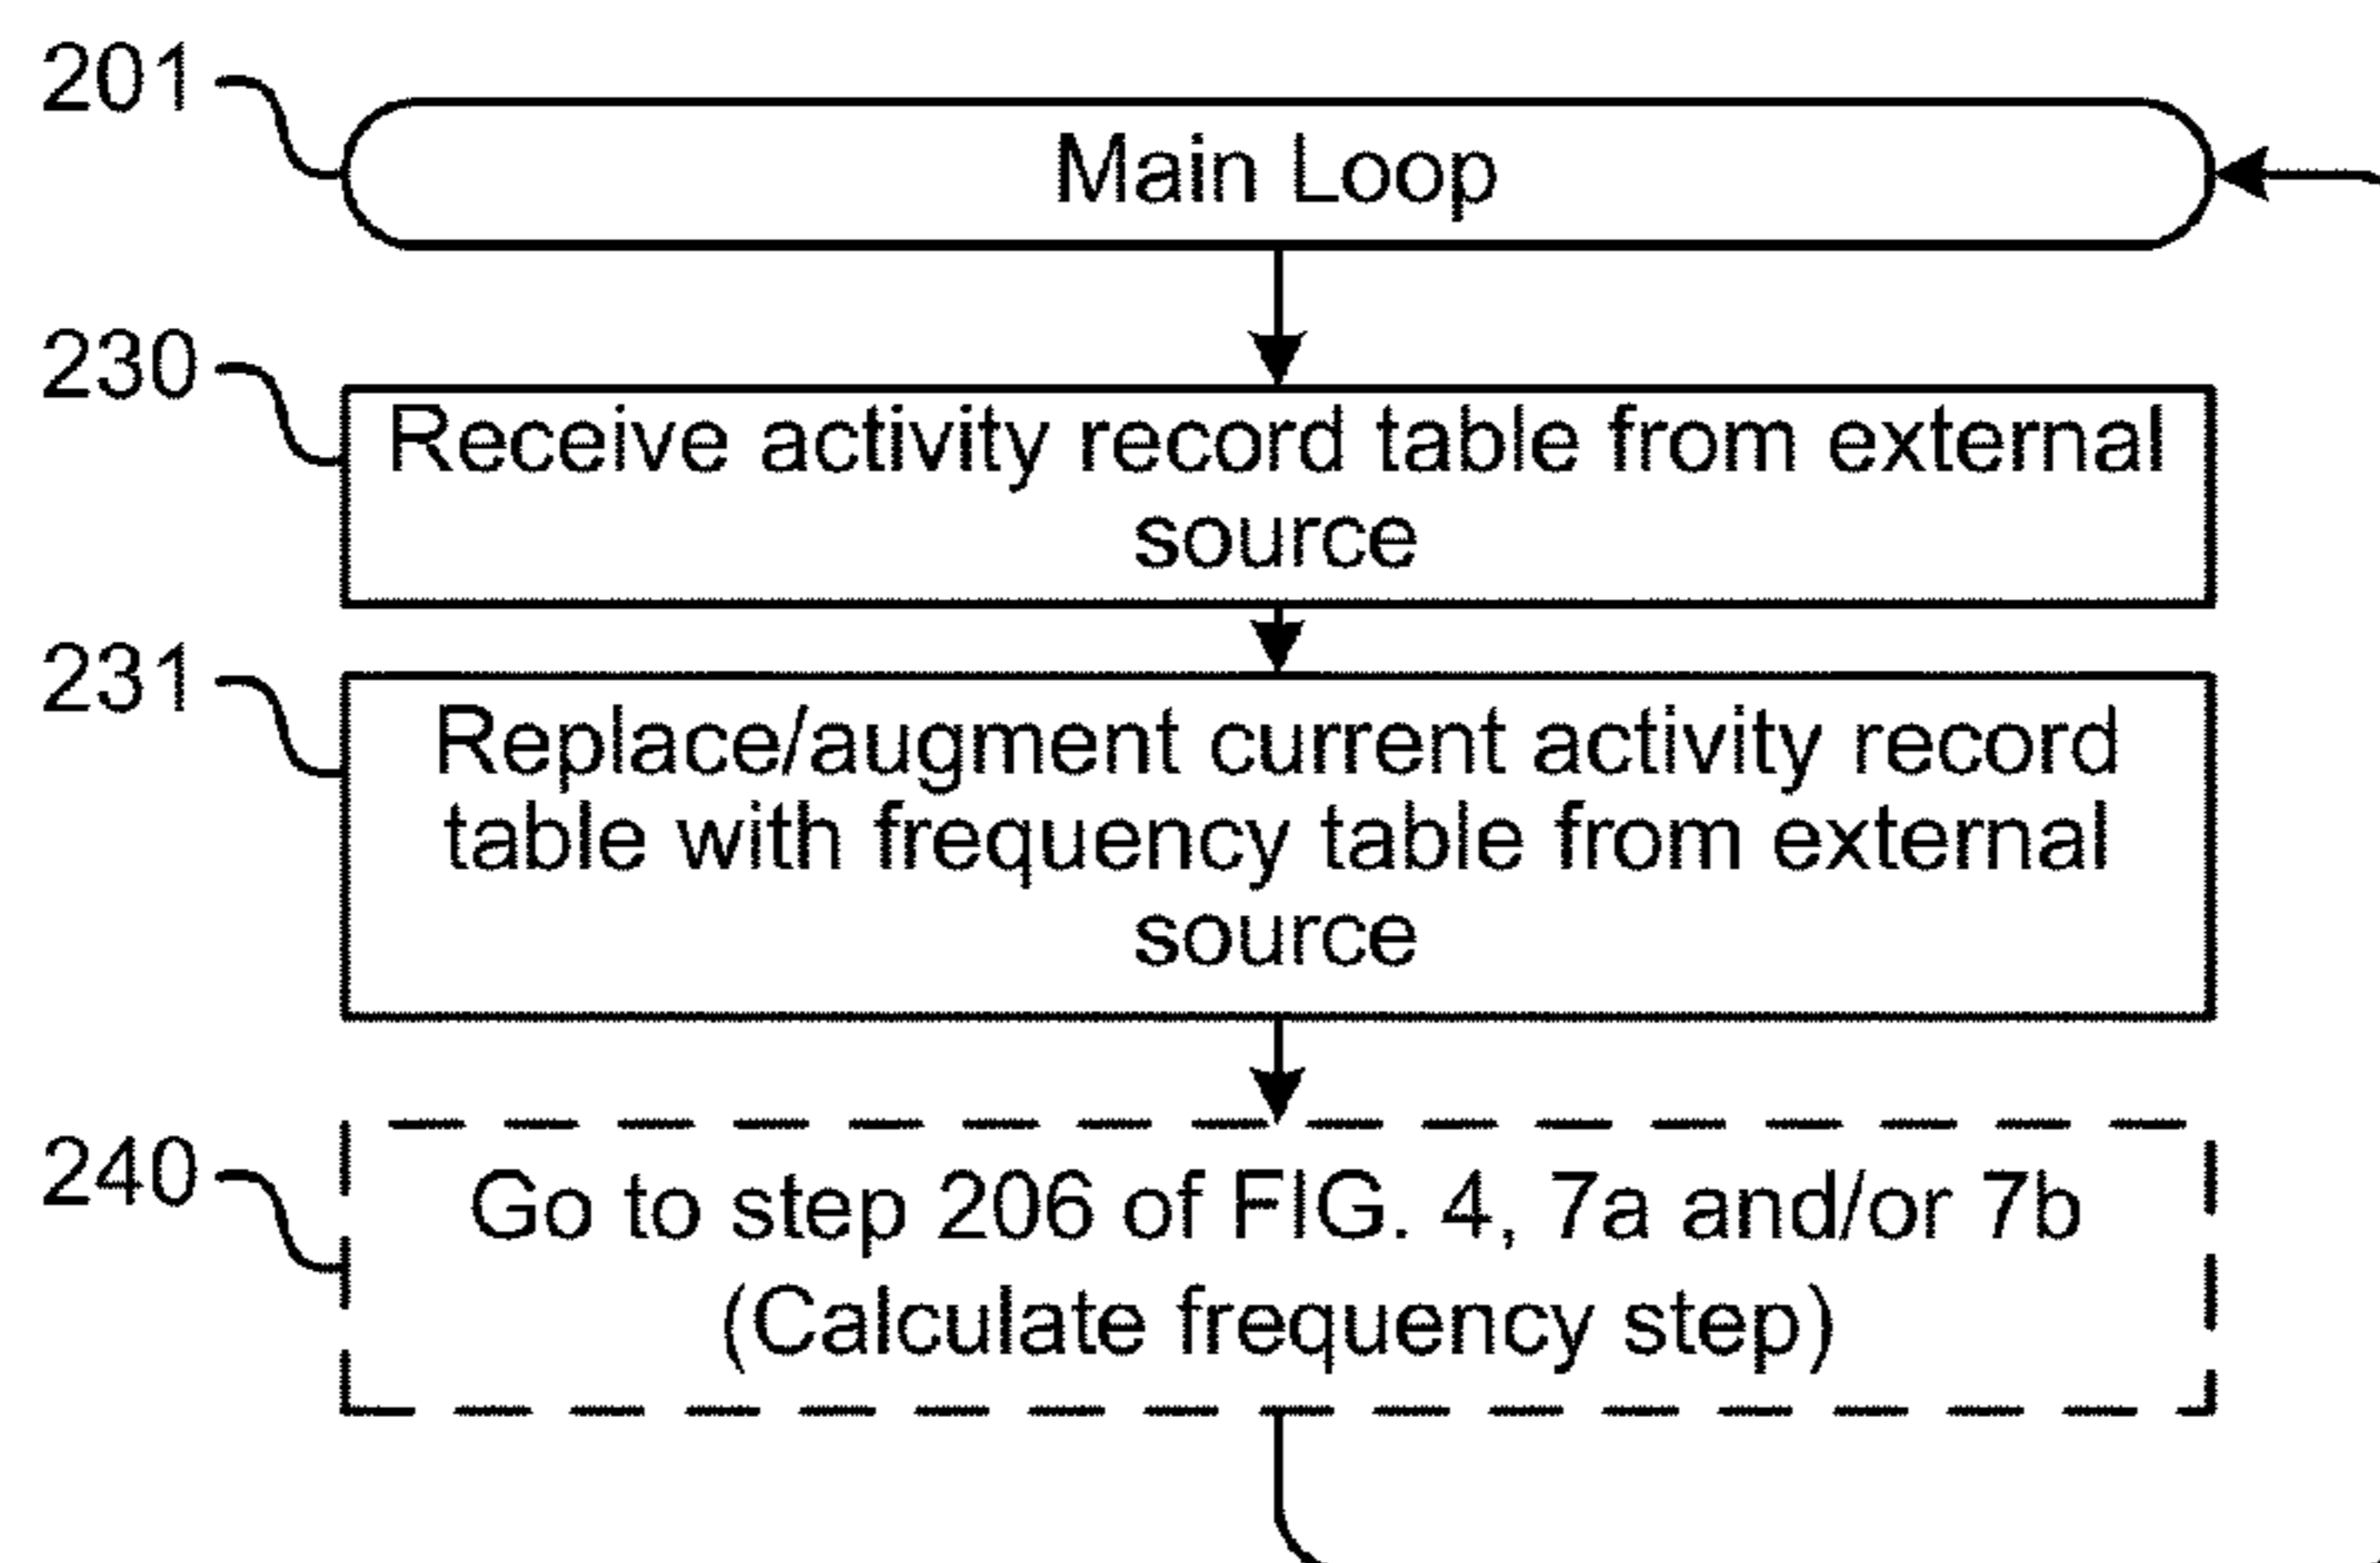 201
Main Loop
230
Receive activity record table from external
source
231
Replace/augment current activity record
table with frequency table from external
source
240
Go to step 206 of FIG. 4, 7a and/or 7b
(Calculate frequency step)